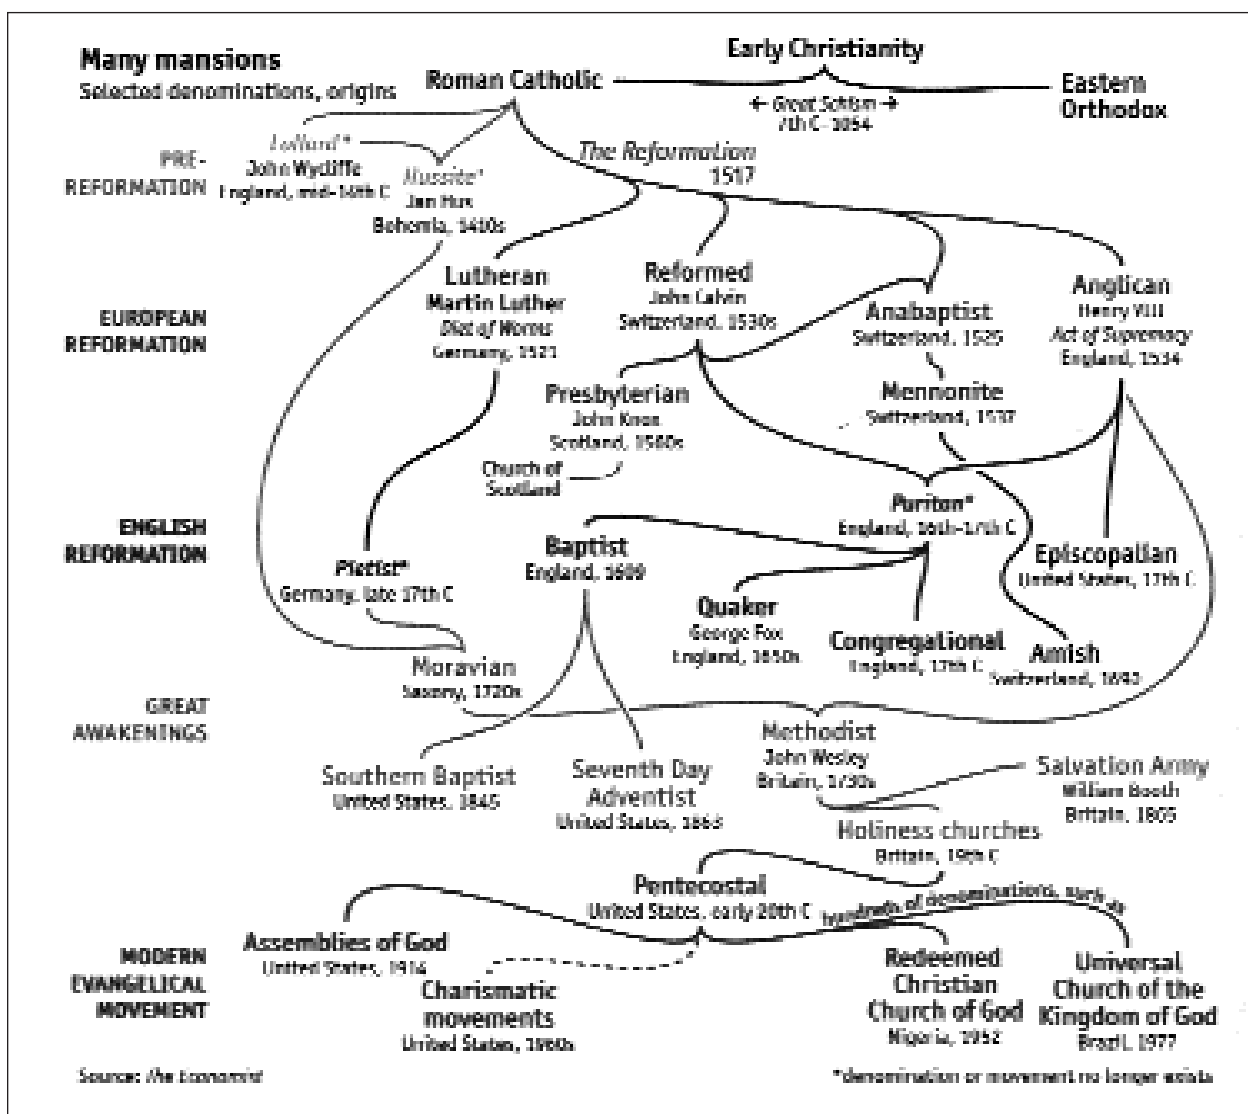 Many mansions
Selected denominations, origins
Early Christianity
Roman Catholic
Eastern
Orthodox
← Great Schism →
7th C-1054
PRE-
REFORMATION
Lollard*
John Wycliffe
England, mid-14th C
Hussite*
Jan Hus
Bohemia, 1410s
The Reformation
1517
EUROPEAN
REFORMATION
Lutheran
Martin Luther
Diet of Worms
Germany, 1521
Reformed
John Calvin
Switzerland, 1530s
Anabaptist
Switzerland, 1525
Anglican
Henry VIII
Act of Supremacy
England, 1534
Presbyterian
John Knox
Scotland, 1560s
Church of
Scotland
Mennonite
Switzerland, 1537
ENGLISH
REFORMATION
Puritan*
England, 16th-17th C
Baptist
England, 1609
Episcopalian
United States, 17th C
Pietist*
Germany, late 17th C
Quaker
George Fox
England, 1650s
Congregational
England, 17th C
Amish
Switzerland, 1692
GREAT
AWAKENINGS
Moravian
Saxony, 1720s
Methodist
John Wesley
Britain, 1730s
Southern Baptist
United States, 1845
Seventh Day
Adventist
United States, 1863
Salvation Army
William Booth
Britain, 1865
Holiness churches
Britain, 19th C
MODERN
EVANGELICAL
MOVEMENT
Pentecostal
United States, early 20th C
hundreds of denominations, such as
Assemblies of God
United States, 1914
Charismatic
movements
United States, 1960s
Redeemed
Christian
Church of God
Nigeria, 1952
Universal
Church of the
Kingdom of God
Brazil, 1977
Source: The Economist
*denomination or movement no longer exists